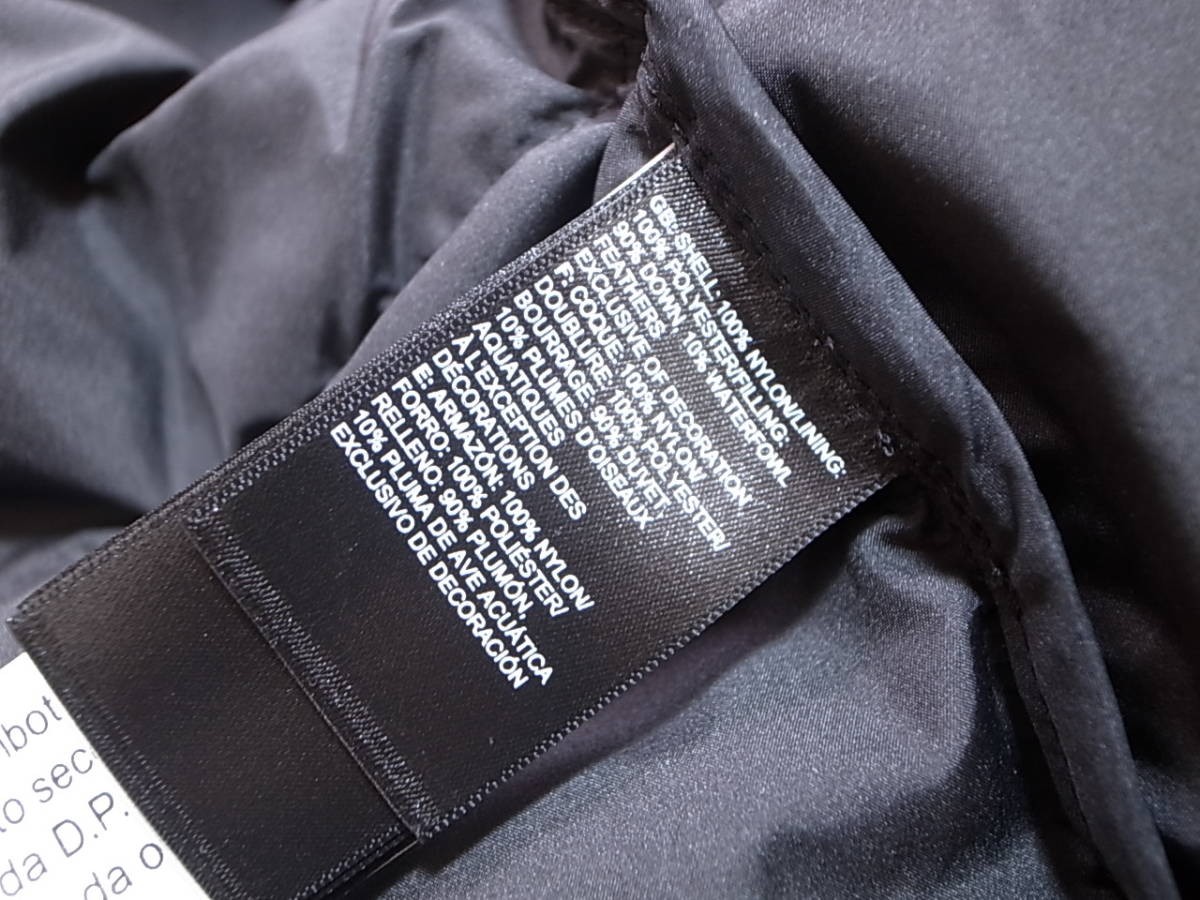 GB: SHELL: 100% NYLON/LINING:
100% POLYESTER/FILLING:
90% DOWN, 10% WATERFOWL
FEATHERS
EXCLUSIVE OF DECORATION
F: COQUE: 100% NYLON/
DOUBLURE: 100% POLYESTER/
BOURRAGE: 90% DUVET,
10% PLUMES D'OISEAUX
AQUATIQUES
À L'EXCEPTION DES
DÉCORATIONS
E: ARMAZÓN: 100% NYLON/
FORRO: 100% POLIÉSTER/
RELLENO: 90% PLUMÓN,
10% PLUMA DE AVE ACUÁTICA
EXCLUSIVO DE DECORACIÓN
da D.P.
da o